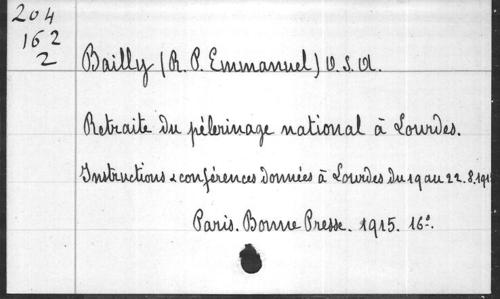 204
162
2
Bailly (R. P. Emmanuel) O.S.A.
Retraite du pèlerinage national à Lourdes.
Instructions & conférences données à Lourdes du 19 au 22.8.191
Paris. Bonne Presse. 1915. 16°.